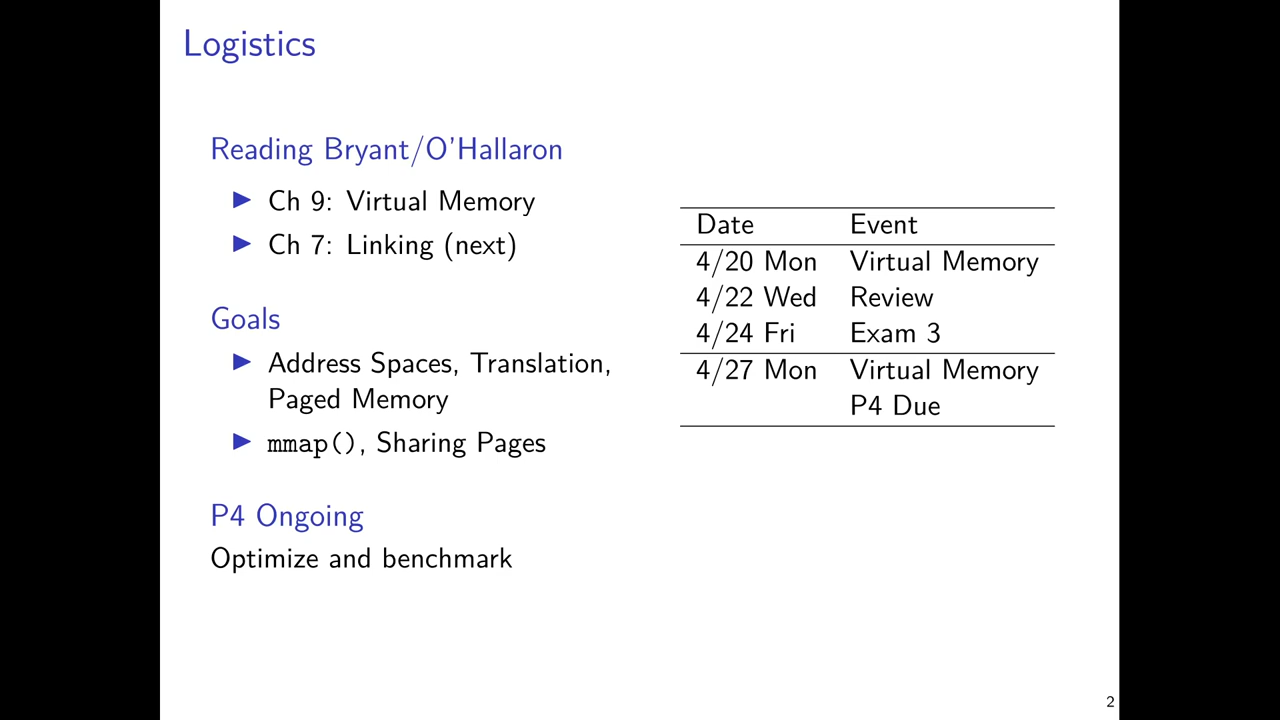 Logistics
Reading Bryant/O'Hallaron
▶ Ch 9: Virtual Memory
▶ Ch 7: Linking (next)
Goals
▶ Address Spaces, Translation,
Paged Memory
▶ mmap(), Sharing Pages
P4 Ongoing
Optimize and benchmark
Date Event
4/20 Mon Virtual Memory
4/22 Wed Review
4/24 Fri Exam 3
4/27 Mon Virtual Memory
P4 Due
2